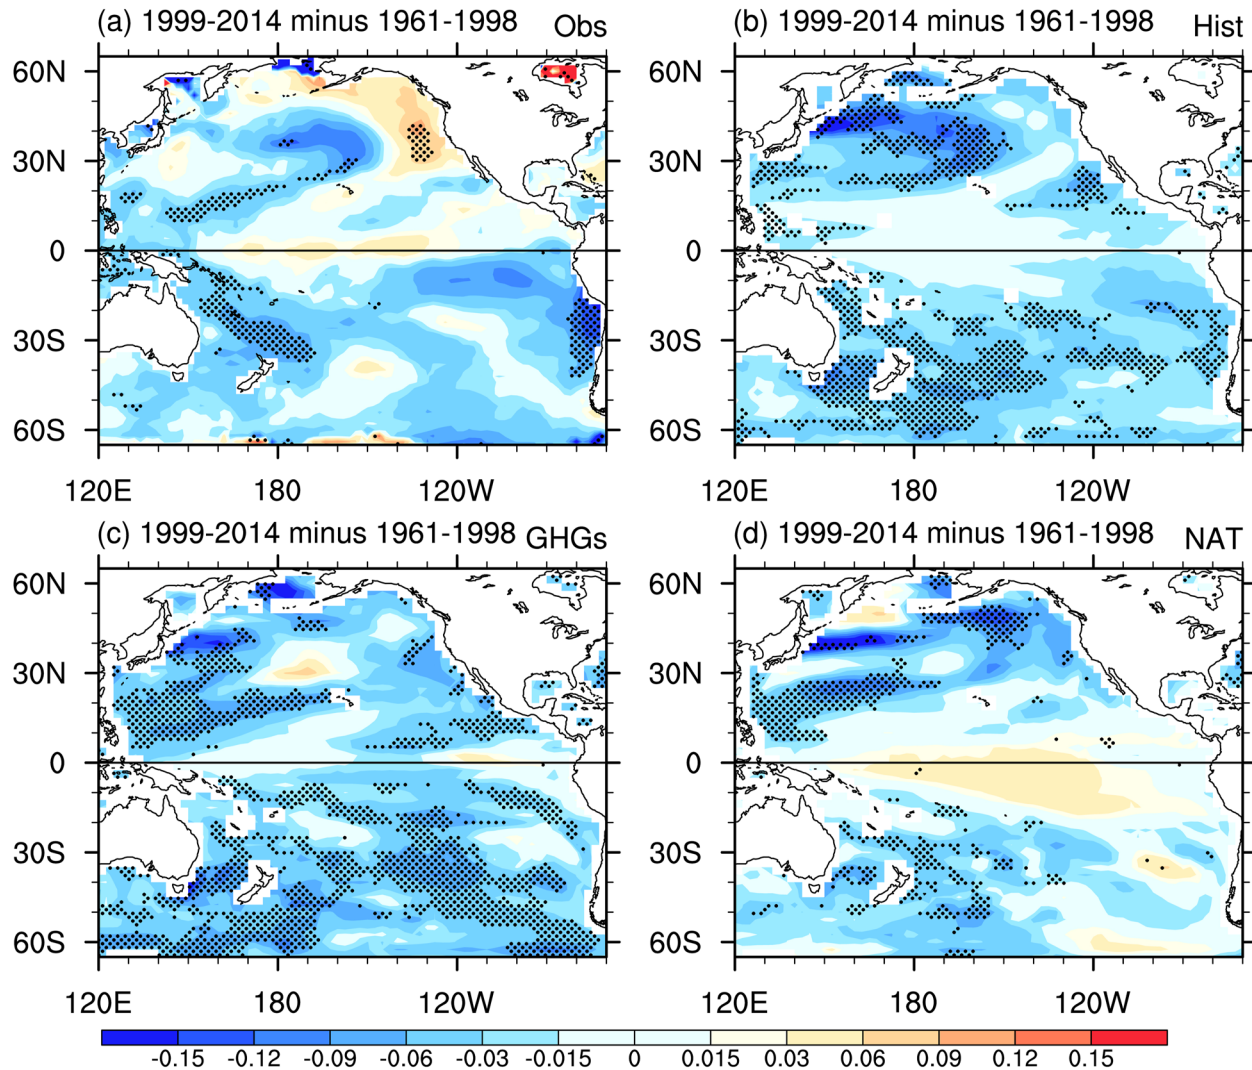 (a) 1999-2014 minus 1961-1998 Obs
(b) 1999-2014 minus 1961-1998 Hist
60N
30N
0
30S
60S
120E 180 120W
60N
30N
0
30S
60S
120E 180 120W
(c) 1999-2014 minus 1961-1998 GHGs
(d) 1999-2014 minus 1961-1998 NAT
60N
30N
0
30S
60S
120E 180 120W
60N
30N
0
30S
60S
120E 180 120W
-0.15 -0.12 -0.09 -0.06 -0.03 -0.015 0 0.015 0.03 0.06 0.09 0.12 0.15